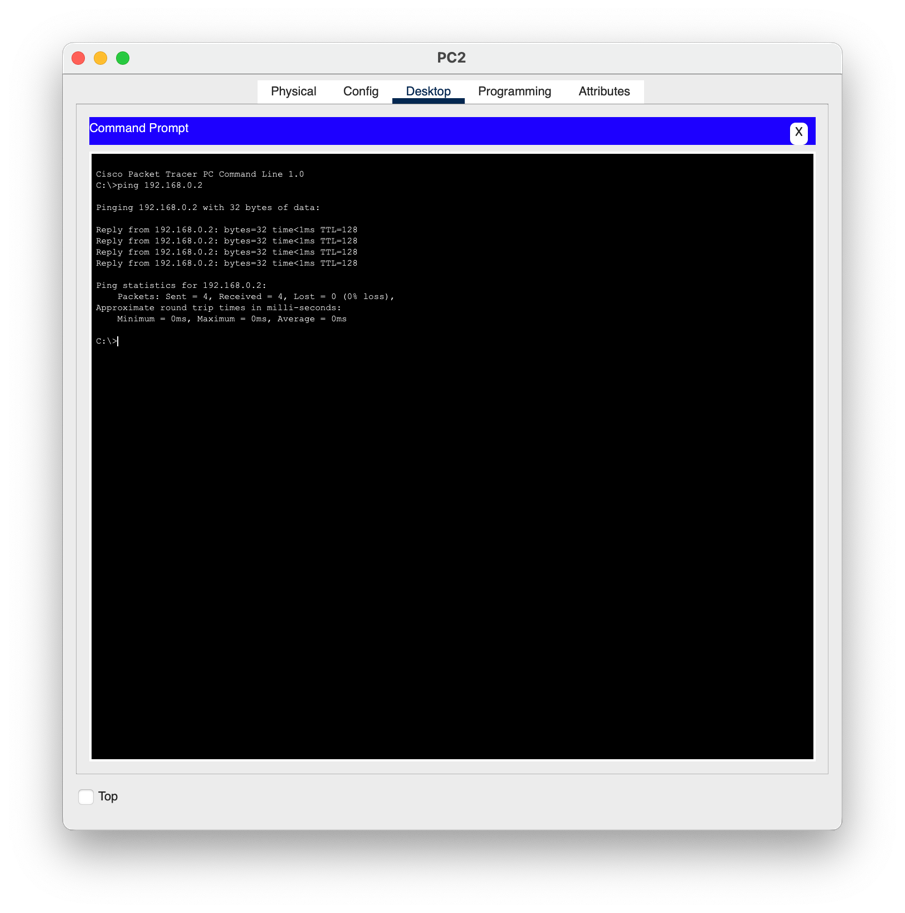 PC2
Physical Config Desktop Programming Attributes
Command Prompt
X
Cisco Packet Tracer PC Command Line 1.0
C:\>ping 192.168.0.2
Pinging 192.168.0.2 with 32 bytes of data:
Reply from 192.168.0.2: bytes=32 time<1ms TTL=128
Reply from 192.168.0.2: bytes=32 time<1ms TTL=128
Reply from 192.168.0.2: bytes=32 time<1ms TTL=128
Reply from 192.168.0.2: bytes=32 time<1ms TTL=128
Ping statistics for 192.168.0.2:
    Packets: Sent = 4, Received = 4, Lost = 0 (0% loss),
Approximate round trip times in milli-seconds:
    Minimum = 0ms, Maximum = 0ms, Average = 0ms
C:\>
Top